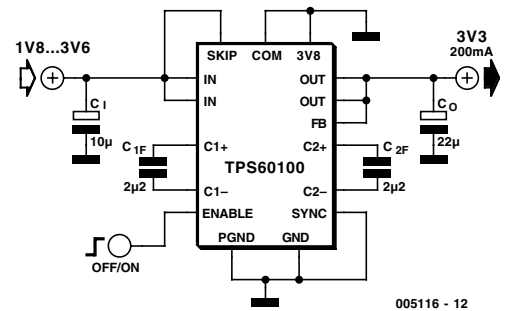 1V8...3V6
3V3
200mA
SKIP COM 3V8
IN OUT
IN OUT
FB
C I
10µ
C O
22µ
C 1F
2µ2
C1+ C2+
C 2F
2µ2
TPS60100
C1– C2–
ENABLE SYNC
PGND GND
OFF/ON
005116 - 12